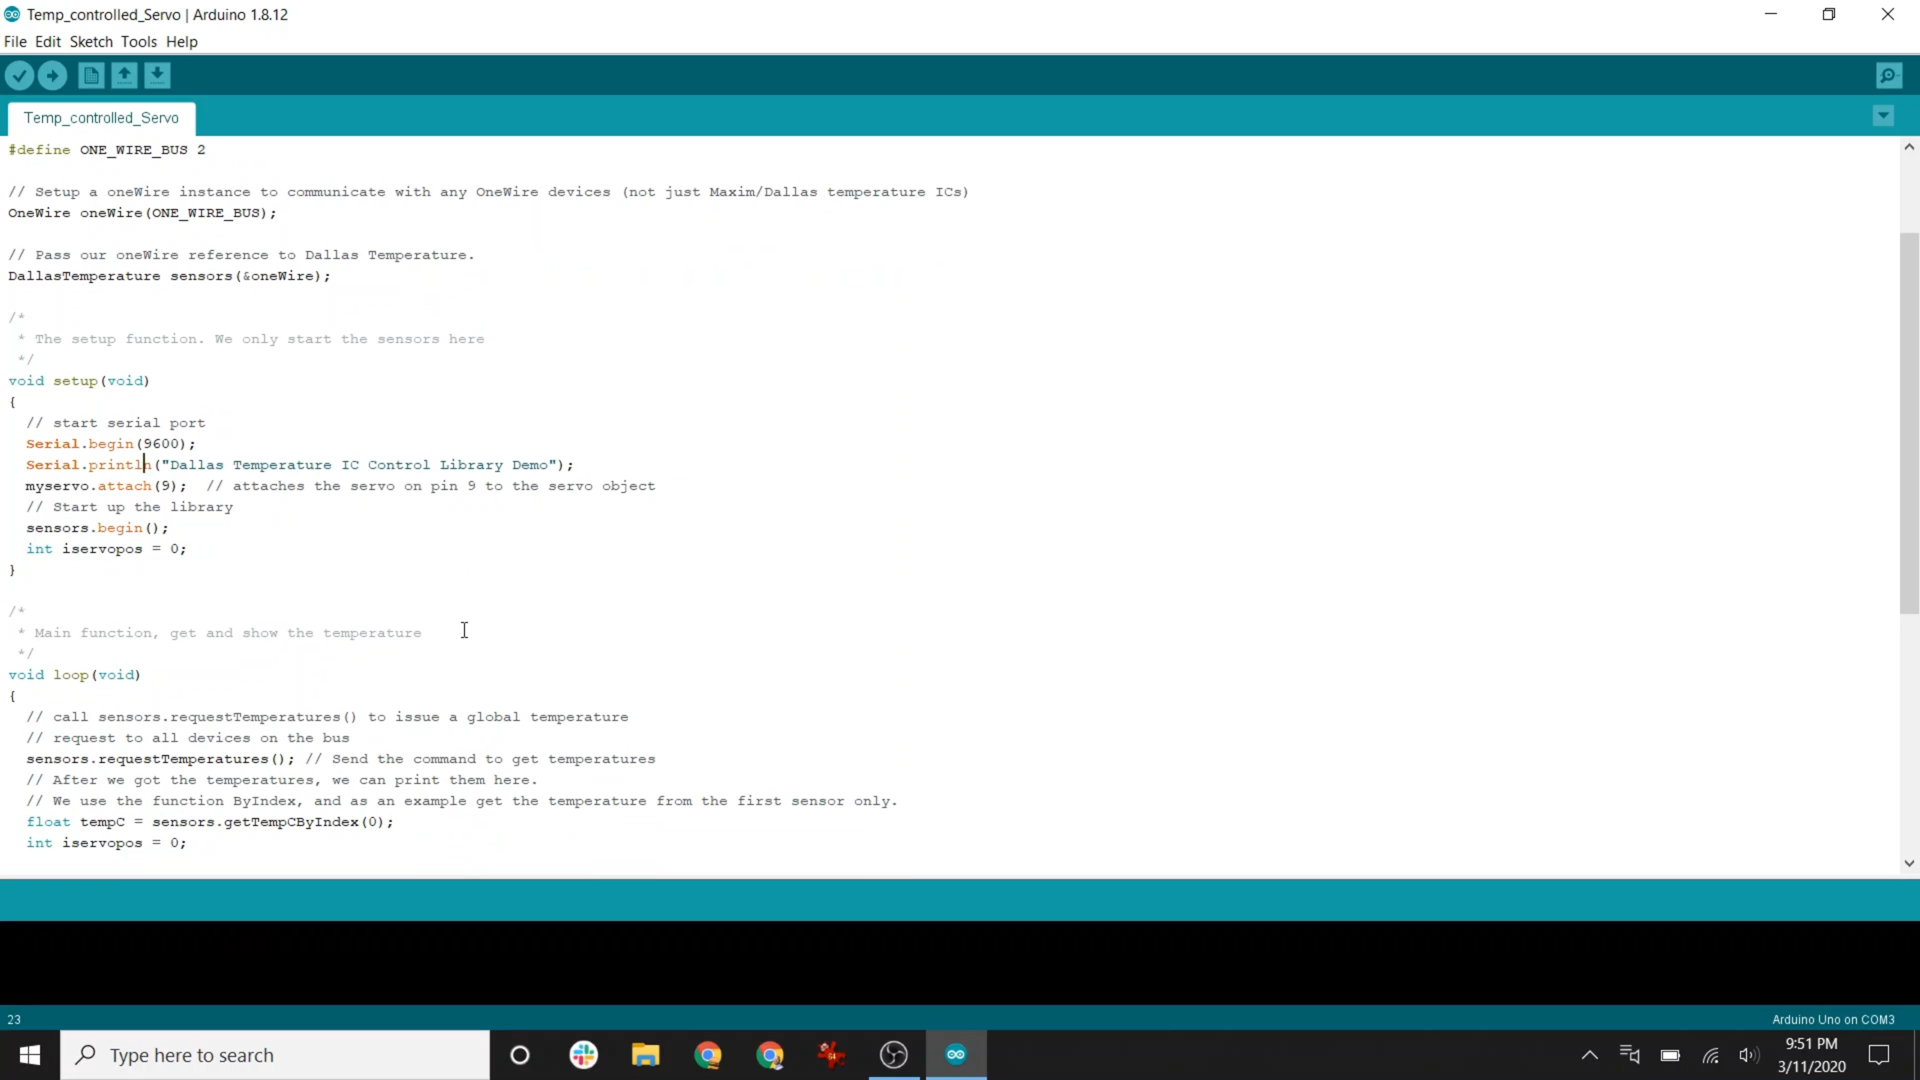 Temp_controlled_Servo | Arduino 1.8.12
File Edit Sketch Tools Help
Temp_controlled_Servo
#define ONE_WIRE_BUS 2
// Setup a oneWire instance to communicate with any OneWire devices (not just Maxim/Dallas temperature ICs)
OneWire oneWire(ONE_WIRE_BUS);
// Pass our oneWire reference to Dallas Temperature.
DallasTemperature sensors(&oneWire);
/*
* The setup function. We only start the sensors here
*/
void setup(void)
{
// start serial port
Serial.begin(9600);
Serial.println("Dallas Temperature IC Control Library Demo");
myservo.attach(9);  // attaches the servo on pin 9 to the servo object
// Start up the library
sensors.begin();
int iservopos = 0;
}
/*
* Main function, get and show the temperature
*/
void loop(void)
{
// call sensors.requestTemperatures() to issue a global temperature
// request to all devices on the bus
sensors.requestTemperatures(); // Send the command to get temperatures
// After we got the temperatures, we can print them here.
// We use the function ByIndex, and as an example get the temperature from the first sensor only.
float tempC = sensors.getTempCByIndex(0);
int iservopos = 0;
23
Arduino Uno on COM3
Type here to search
9:51 PM
3/11/2020